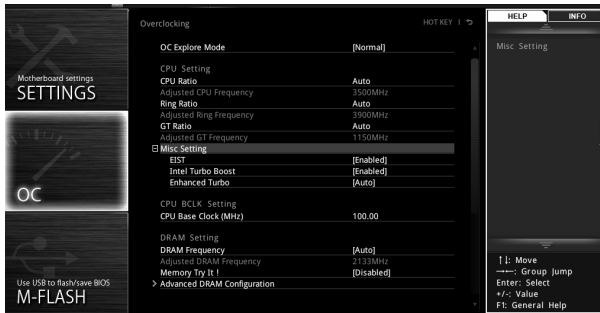 Motherboard settings
SETTINGS
OC
Use USB to flash/save BIOS
M-FLASH
Overclocking
HOT KEY | ↩
OC Explore Mode [Normal]
CPU Setting
CPU Ratio Auto
Adjusted CPU Frequency 3500MHz
Ring Ratio Auto
Adjusted Ring Frequency 3900MHz
GT Ratio Auto
Adjusted GT Frequency 1150MHz
Misc Setting
EIST [Enabled]
Intel Turbo Boost [Enabled]
Enhanced Turbo [Auto]
CPU BCLK Setting
CPU Base Clock (MHz) 100.00
DRAM Setting
DRAM Frequency [Auto]
Adjusted DRAM Frequency 2133MHz
Memory Try It ! [Disabled]
> Advanced DRAM Configuration
HELP INFO
Misc Setting
↑↓: Move
→←: Group Jump
Enter: Select
+/-: Value
F1: General Help